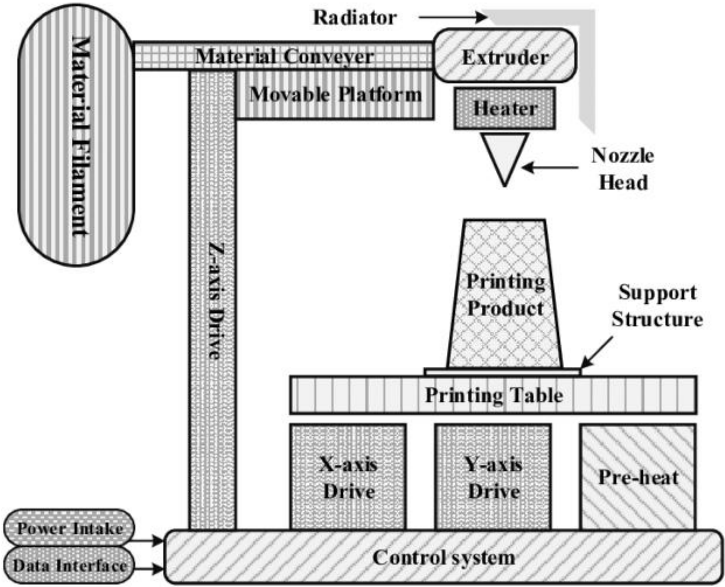 Radiator
Material Conveyer
Extruder
Movable Platform
Heater
Material Filament
Nozzle
Head
Z-axis Drive
Printing
Product
Support
Structure
Printing Table
X-axis
Drive
Y-axis
Drive
Pre-heat
Power Intake
Data Interface
Control system